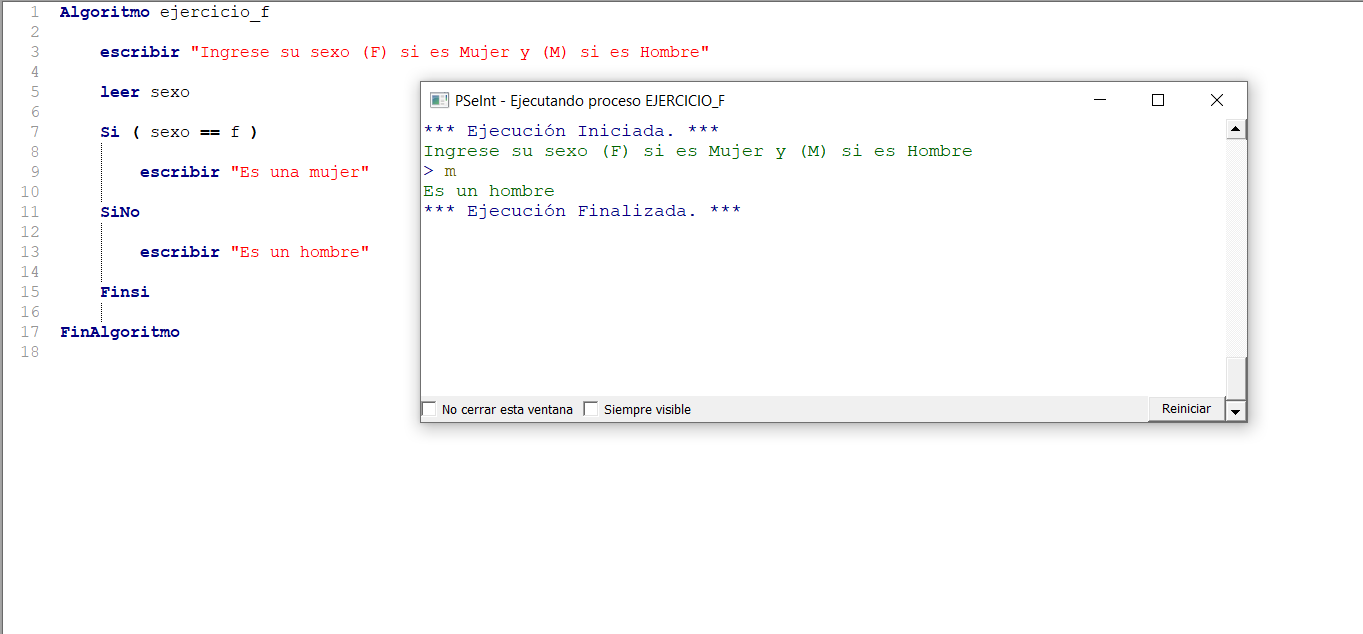 1 Algoritmo ejercicio_f
2
3 escribir "Ingrese su sexo (F) si es Mujer y (M) si es Hombre"
4
5 leer sexo
6
7 Si ( sexo == f )
8
9 escribir "Es una mujer"
10
11 SiNo
12
13 escribir "Es un hombre"
14
15 Finsi
16
17 FinAlgoritmo
18
PSeInt - Ejecutando proceso EJERCICIO_F
*** Ejecución Iniciada. ***
Ingrese su sexo (F) si es Mujer y (M) si es Hombre
> m
Es un hombre
*** Ejecución Finalizada. ***
No cerrar esta ventana Siempre visible Reiniciar